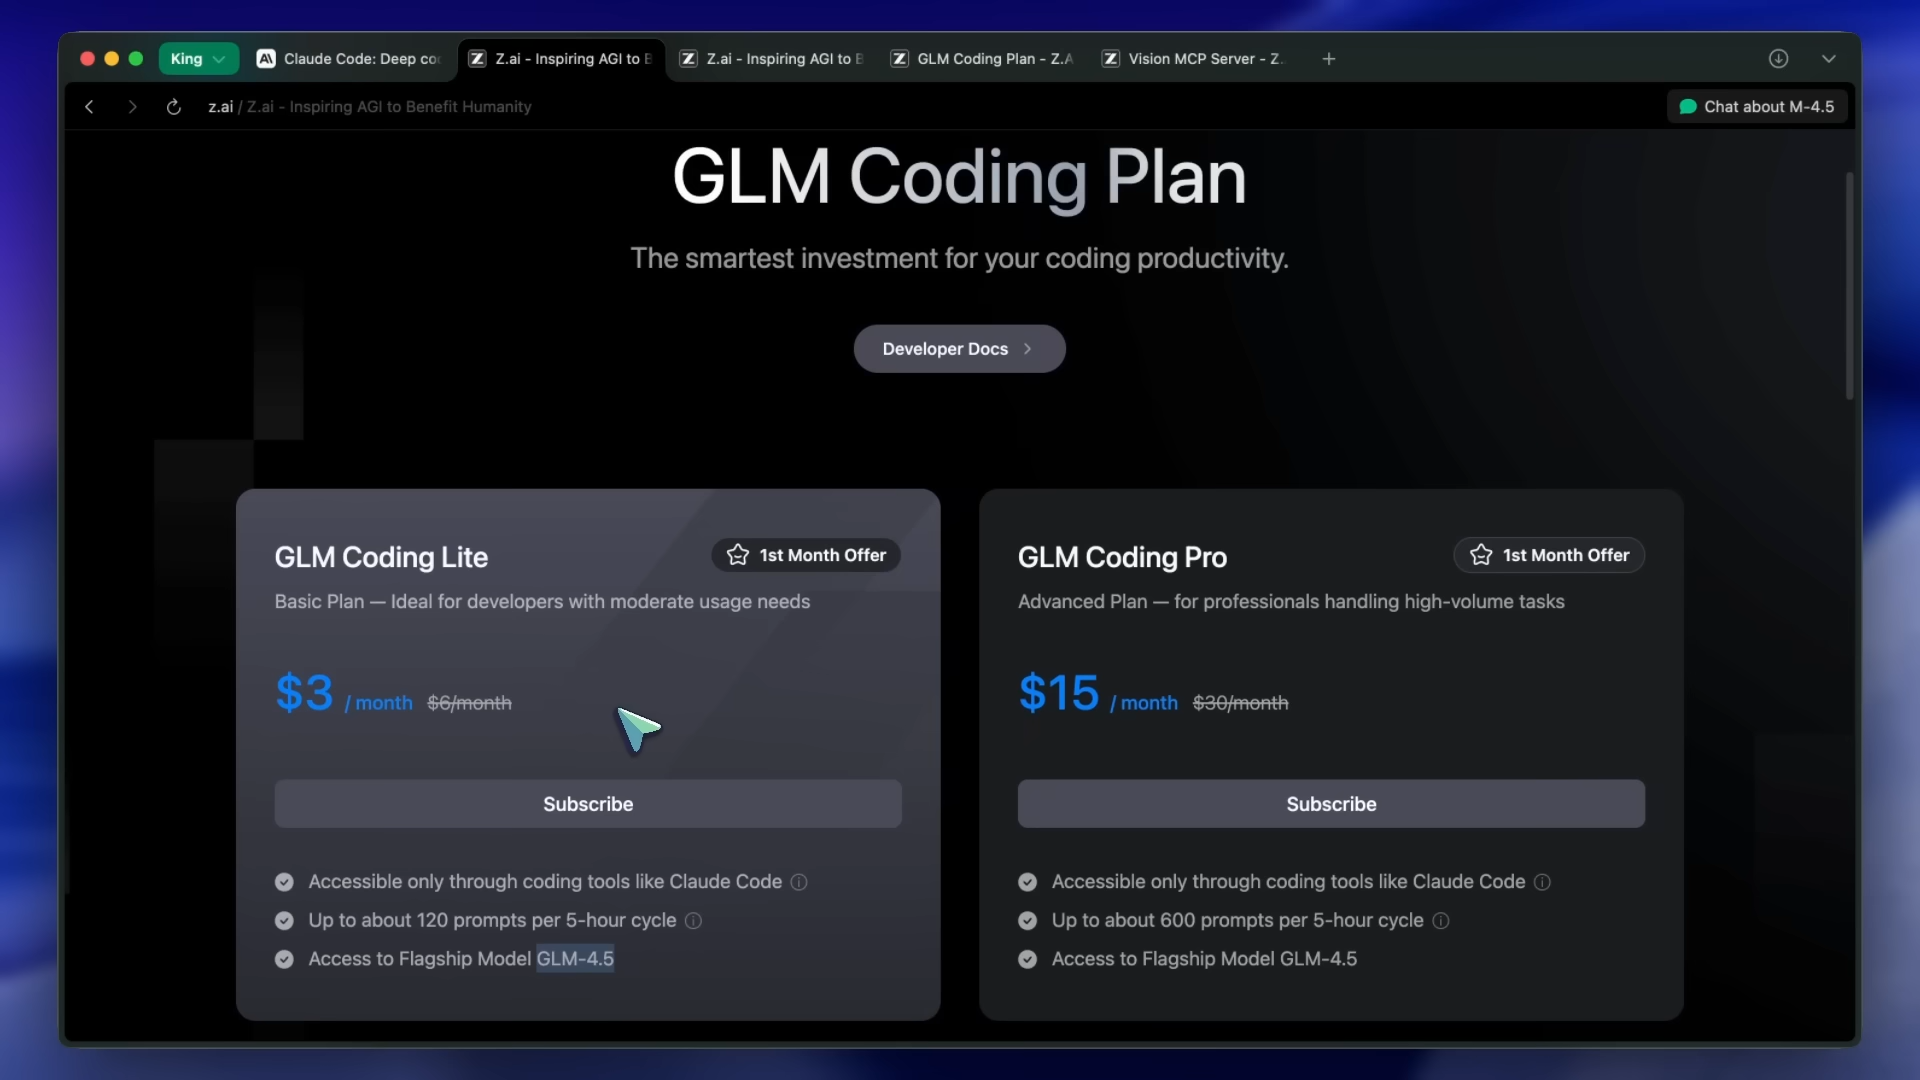 King
Claude Code: Deep co
Z.ai - Inspiring AGI to B
Z.ai - Inspiring AGI to B
GLM Coding Plan - Z.A
Vision MCP Server - Z.
z.ai / Z.ai - Inspiring AGI to Benefit Humanity
Chat about M-4.5
GLM Coding Plan
The smartest investment for your coding productivity.
Developer Docs
GLM Coding Lite
1st Month Offer
Basic Plan — Ideal for developers with moderate usage needs
$3 / month $6/month
Subscribe
Accessible only through coding tools like Claude Code
Up to about 120 prompts per 5-hour cycle
Access to Flagship Model GLM-4.5
GLM Coding Pro
1st Month Offer
Advanced Plan — for professionals handling high-volume tasks
$15 / month $30/month
Subscribe
Accessible only through coding tools like Claude Code
Up to about 600 prompts per 5-hour cycle
Access to Flagship Model GLM-4.5